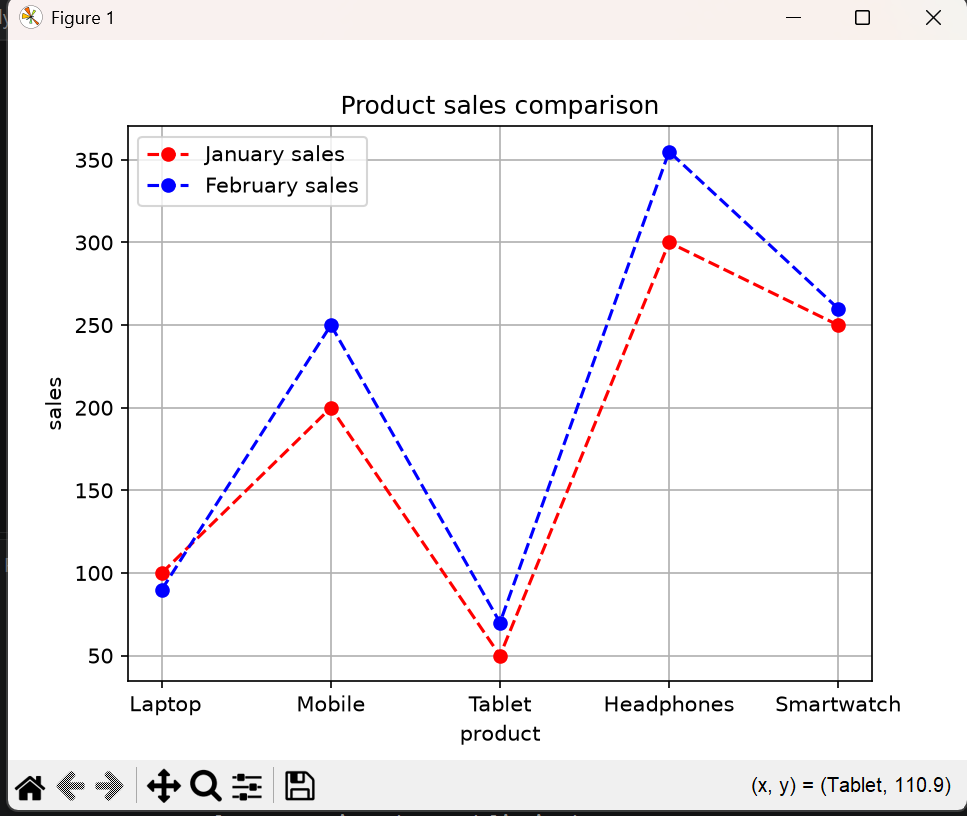 Figure 1
Product sales comparison
January sales
February sales
350
300
250
200
150
100
50
sales
Laptop Mobile Tablet Headphones Smartwatch
product
(x, y) = (Tablet, 110.9)